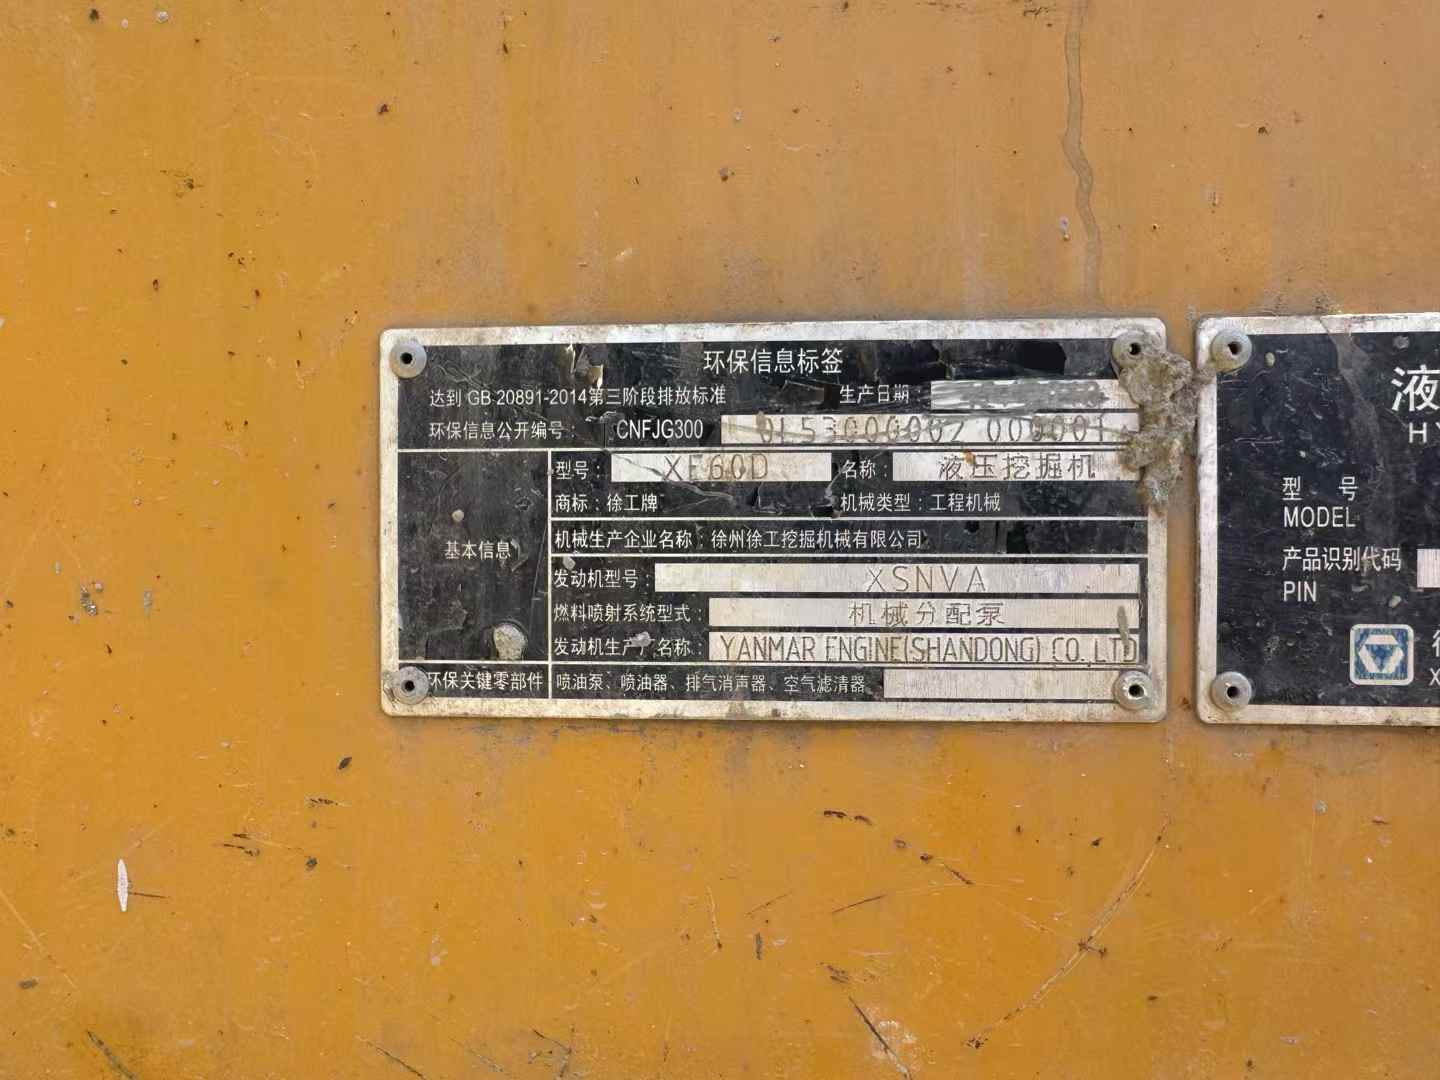 环保信息标签
达到 GB 20891-2014第三阶段排放标准 生产日期：
环保信息公开编号： CNFJG300 0L53000002 000001
型号： XE60D 名称： 液压挖掘机
商标：徐工牌 机械类型：工程机械
基本信息
机械生产企业名称：徐州徐工挖掘机械有限公司
发动机型号： XSNVA
燃料喷射系统型式： 机械分配泵
发动机生产厂名称： YANMAR ENGINE(SHANDONG) CO.,LTD
环保关键零部件 喷油泵、喷油器、排气消声器、空气滤清器
液
HY
型 号
MODEL
产品识别代码
PIN
X